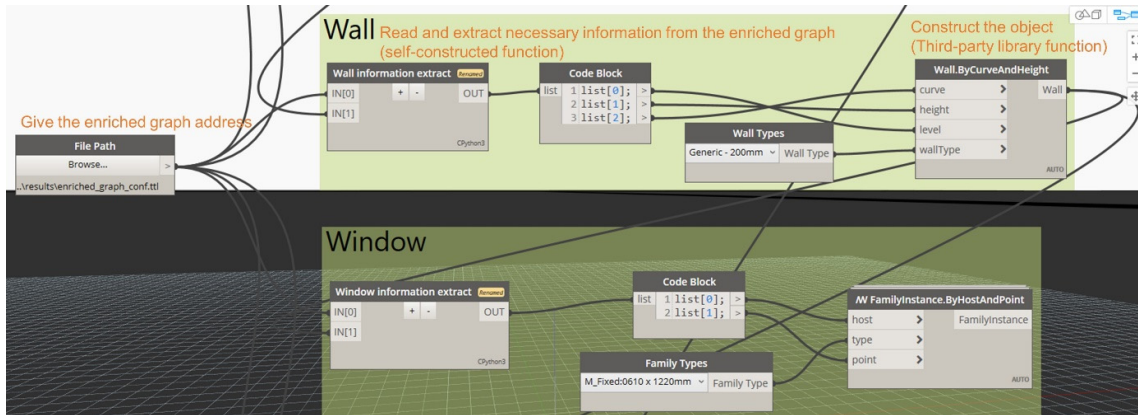 Wall
Read and extract necessary information from the enriched graph
(self-constructed function)
Construct the object
(Third-party library function)
Wall information extract
Renamed
IN[0]
+ -
OUT
IN[1]
CPython3
Code Block
list
1 list[0]; >
2 list[1]; >
3 list[2]; >
Wall.ByCurveAndHeight
curve >
Wall
height >
level >
wallType >
AUTO
Wall Types
Generic - 200mm
Wall Type
Give the enriched graph address
File Path
Browse... >
..\results\enriched_graph_conf.ttl
Window
Window information extract
Renamed
IN[0]
+ -
OUT
IN[1]
CPython3
Code Block
list
1 list[0]; >
2 list[1]; >
FamilyInstance.ByHostAndPoint
host >
FamilyInstance
type >
point >
AUTO
Family Types
M_Fixed:0610 x 1220mm
Family Type